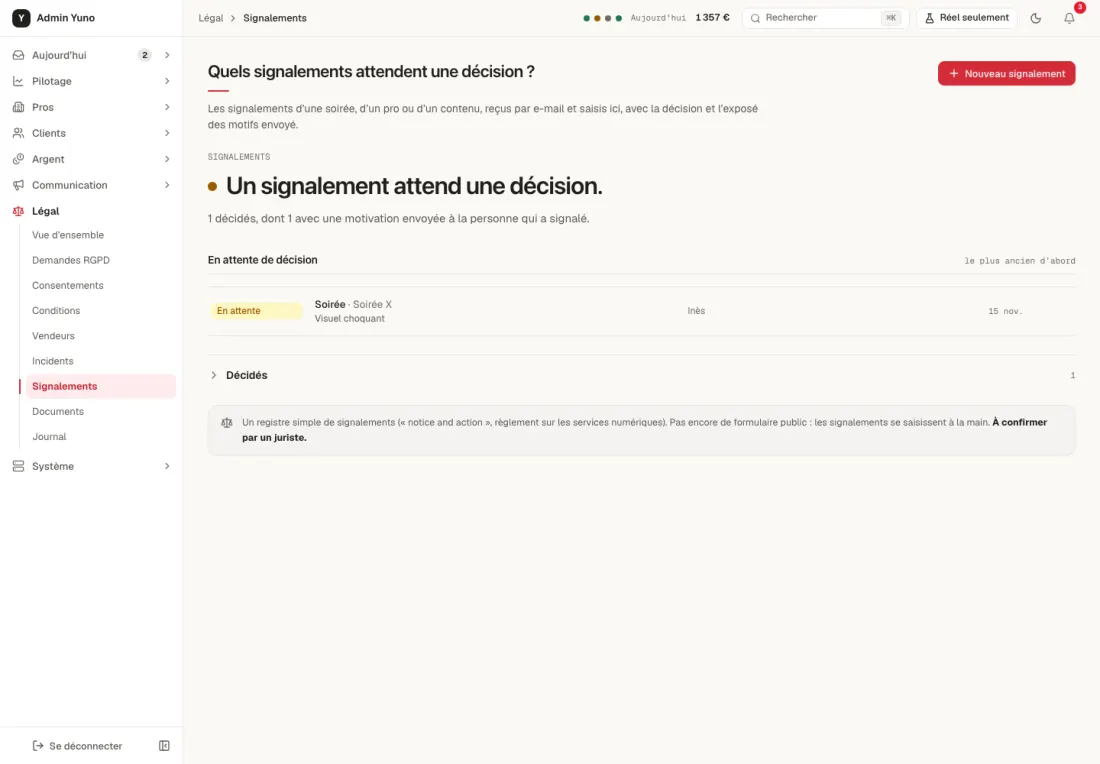 Y Admin Yuno
Légal > Signalements
Aujourd'hui 1 357 €
Rechercher ⌘K
Réel seulement
3
Aujourd'hui 2
Pilotage
Pros
Clients
Argent
Communication
Légal
Vue d'ensemble
Demandes RGPD
Consentements
Conditions
Vendeurs
Incidents
Signalements
Documents
Journal
Système
Se déconnecter
Quels signalements attendent une décision ?
+ Nouveau signalement
Les signalements d'une soirée, d'un pro ou d'un contenu, reçus par e-mail et saisis ici, avec la décision et l'exposé
des motifs envoyé.
SIGNALEMENTS
Un signalement attend une décision.
1 décidés, dont 1 avec une motivation envoyée à la personne qui a signalé.
En attente de décision
le plus ancien d'abord
En attente
Soirée · Soirée X
Visuel choquant
Inès
15 nov.
Décidés
1
Un registre simple de signalements (« notice and action », règlement sur les services numériques). Pas encore de formulaire public : les signalements se saisissent à la main. À confirmer
par un juriste.